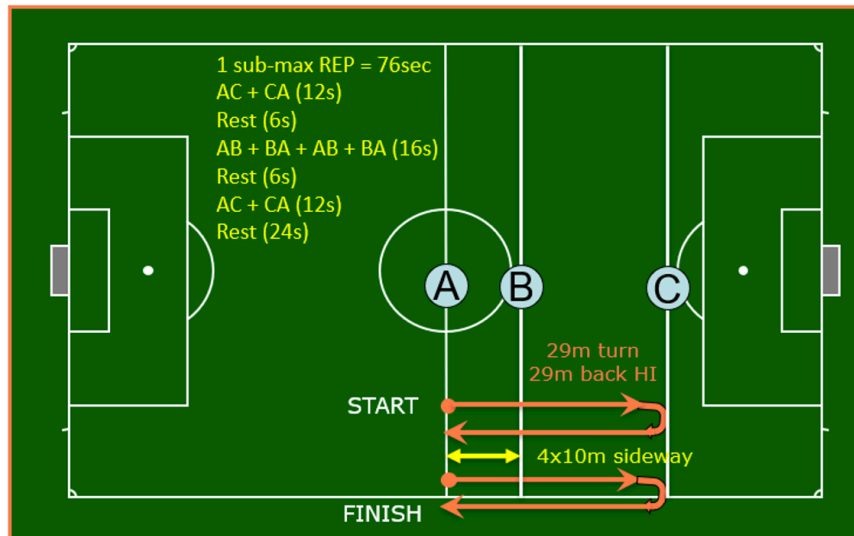 1 sub-max REP = 76sec
AC + CA (12s)
Rest (6s)
AB + BA + AB + BA (16s)
Rest (6s)
AC + CA (12s)
Rest (24s)
A
B
C
29m turn
29m back HI
START
4x10m sideway
FINISH